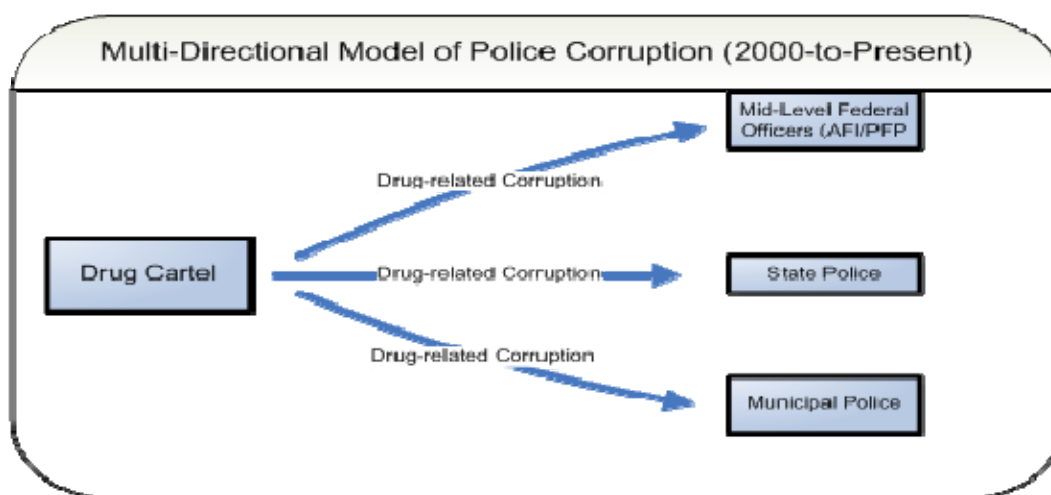 Multi-Directional Model of Police Corruption (2000-to-Present)
Mid-Level Federal
Officers (AFI/PFP
Drug-related Corruption
Drug Cartel
Drug-related Corruption
State Police
Drug-related Corruption
Municipal Police